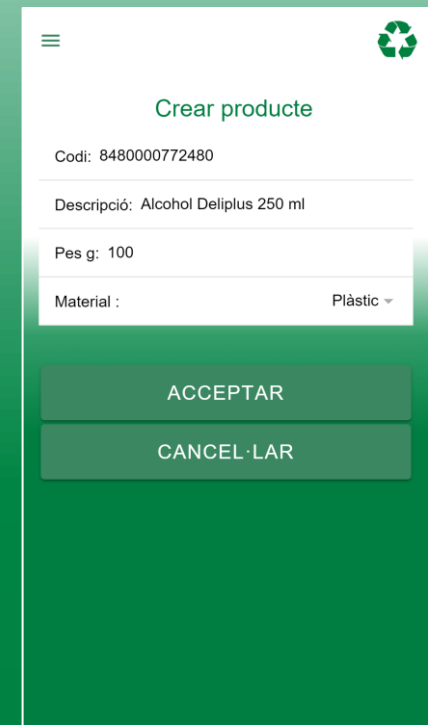 Crear producte
Codi: 8480000772480
Descripció: Alcohol Deliplus 250 ml
Pes g: 100
Material : Plàstic
ACCEPTAR
CANCEL·LAR